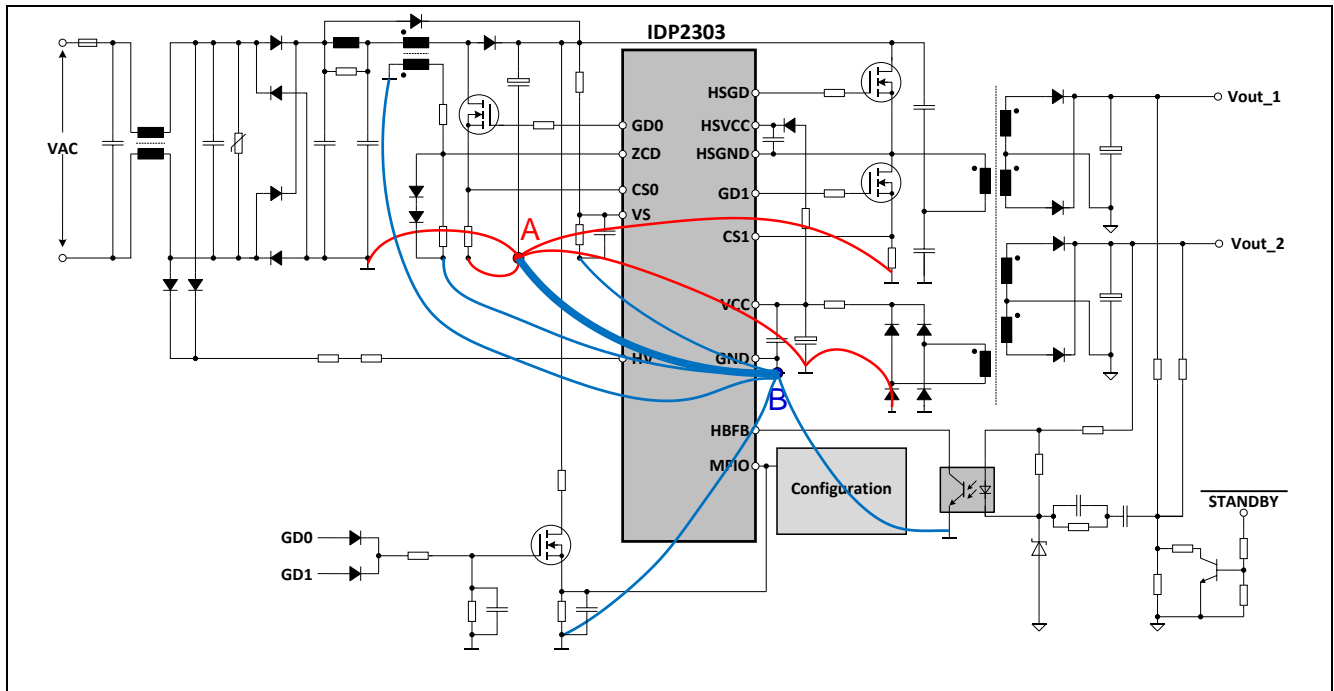 IDP2303
VAC
GD0
ZCD
CS0
VS
HV
HSGD
HSVCC
HSGND
GD1
CS1
VCC
GND
HBFB
MFIO
A
B
Configuration
Vout_1
Vout_2
STANDBY
GD0
GD1